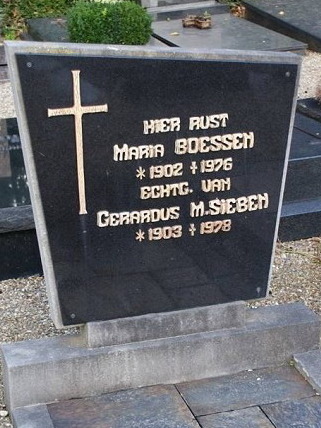 HIER RUST
MARIA BOESSEN
* 1902 † 1976
ECHTG. VAN
GERARDUS M. SIEBEN
* 1903 † 1978